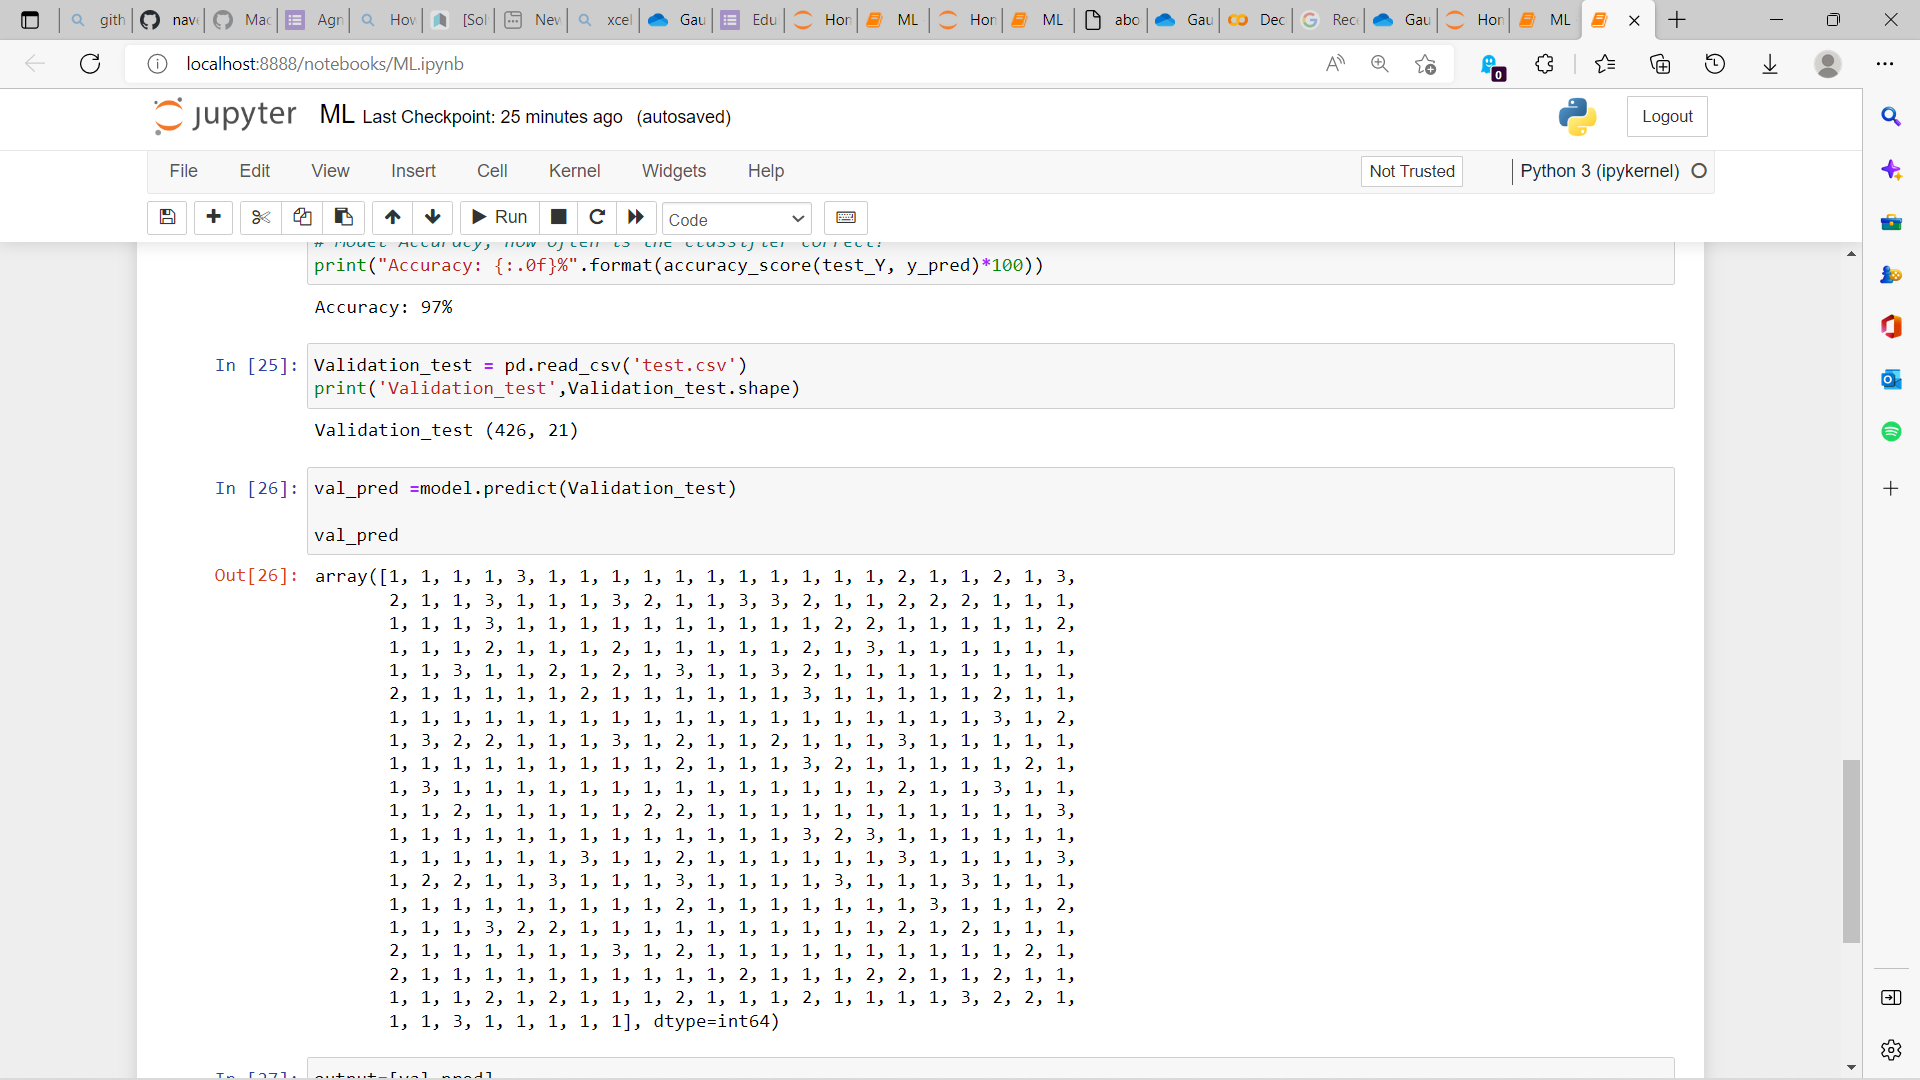 gith
nav
Mac
Agn
How
[Sol
New
xcel
Gau
Edu
Hon
ML
Hon
ML
abo
Gau
Dec
Rec
Gau
Hon
ML
localhost:8888/notebooks/ML.ipynb
0
jupyter ML Last Checkpoint: 25 minutes ago (autosaved)
Logout
File Edit View Insert Cell Kernel Widgets Help
Not Trusted
Python 3 (ipykernel)
Run
Code
# Model Accuracy, how often is the classifier correct?
print("Accuracy: {:.0f}%".format(accuracy_score(test_Y, y_pred)*100))
Accuracy: 97%
In [25]: Validation_test = pd.read_csv('test.csv')
print('Validation_test',Validation_test.shape)
Validation_test (426, 21)
In [26]: val_pred =model.predict(Validation_test)
val_pred
Out[26]: array([1, 1, 1, 1, 3, 1, 1, 1, 1, 1, 1, 1, 1, 1, 1, 1, 2, 1, 1, 2, 1, 3,
2, 1, 1, 3, 1, 1, 1, 3, 2, 1, 1, 3, 3, 2, 1, 1, 2, 2, 2, 1, 1, 1,
1, 1, 1, 3, 1, 1, 1, 1, 1, 1, 1, 1, 1, 1, 2, 2, 1, 1, 1, 1, 1, 2,
1, 1, 1, 2, 1, 1, 1, 2, 1, 1, 1, 1, 1, 2, 1, 3, 1, 1, 1, 1, 1, 1,
1, 1, 3, 1, 1, 2, 1, 2, 1, 3, 1, 1, 3, 2, 1, 1, 1, 1, 1, 1, 1, 1,
2, 1, 1, 1, 1, 1, 2, 1, 1, 1, 1, 1, 1, 3, 1, 1, 1, 1, 1, 2, 1, 1,
1, 1, 1, 1, 1, 1, 1, 1, 1, 1, 1, 1, 1, 1, 1, 1, 1, 1, 1, 3, 1, 2,
1, 3, 2, 2, 1, 1, 1, 3, 1, 2, 1, 1, 2, 1, 1, 1, 3, 1, 1, 1, 1, 1,
1, 1, 1, 1, 1, 1, 1, 1, 1, 2, 1, 1, 1, 3, 2, 1, 1, 1, 1, 1, 2, 1,
1, 3, 1, 1, 1, 1, 1, 1, 1, 1, 1, 1, 1, 1, 1, 1, 2, 1, 1, 3, 1, 1,
1, 1, 2, 1, 1, 1, 1, 1, 2, 2, 1, 1, 1, 1, 1, 1, 1, 1, 1, 1, 1, 3,
1, 1, 1, 1, 1, 1, 1, 1, 1, 1, 1, 1, 1, 3, 2, 3, 1, 1, 1, 1, 1, 1,
1, 1, 1, 1, 1, 1, 3, 1, 1, 2, 1, 1, 1, 1, 1, 1, 3, 1, 1, 1, 1, 3,
1, 2, 2, 1, 1, 3, 1, 1, 1, 3, 1, 1, 1, 1, 3, 1, 1, 1, 3, 1, 1, 1,
1, 1, 1, 1, 1, 1, 1, 1, 1, 2, 1, 1, 1, 1, 1, 1, 1, 3, 1, 1, 1, 2,
1, 1, 1, 3, 2, 2, 1, 1, 1, 1, 1, 1, 1, 1, 1, 1, 2, 1, 2, 1, 1, 1,
2, 1, 1, 1, 1, 1, 1, 3, 1, 2, 1, 1, 1, 1, 1, 1, 1, 1, 1, 1, 2, 1,
2, 1, 1, 1, 1, 1, 1, 1, 1, 1, 1, 2, 1, 1, 1, 2, 2, 1, 1, 2, 1, 1,
1, 1, 1, 2, 1, 2, 1, 1, 1, 2, 1, 1, 1, 2, 1, 1, 1, 1, 3, 2, 2, 1,
1, 1, 3, 1, 1, 1, 1, 1], dtype=int64)
In [27]: output=[val_pred]